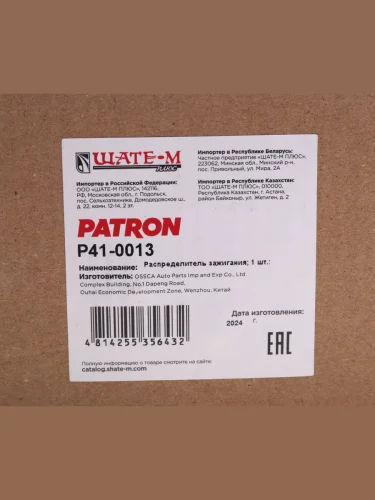 ШАТЕ-М
ПЛЮС
Импортер в Российской Федерации:
ООО «ШАТЕ-М ПЛЮС», 142116,
РФ, Московская обл., г. Подольск,
пос. Сельхозтехника, Домодедовское ш.,
д. 22, комн. 12-14, 2 эт.
Импортер в Республике Беларусь:
Частное предприятие «ШАТЕ-М ПЛЮС»,
223062, Минская обл., Минский р-н,
пос. Привольный, ул. Мира, 2А
Импортер в Республике Казахстан:
ТОО "ШАТЕ-М ПЛЮС", 010000,
Республика Казахстан, г. Астана,
район Байконыр, ул. Жетиген, д. 2
PATRON
P41-0013
Наименование: Распределитель зажигания; 1 шт.;
Изготовитель: OSSCA Auto Parts Imp and Exp Co., Ltd.
Complex Building, No.1 Dapeng Road,
Ouhai Economic Development Zone, Wenzhou, Китай
4 814255 356432
Дата изготовления:
2024 г.
EAC
Полную информацию о товаре смотрите на сайте:
catalog.shate-m.com